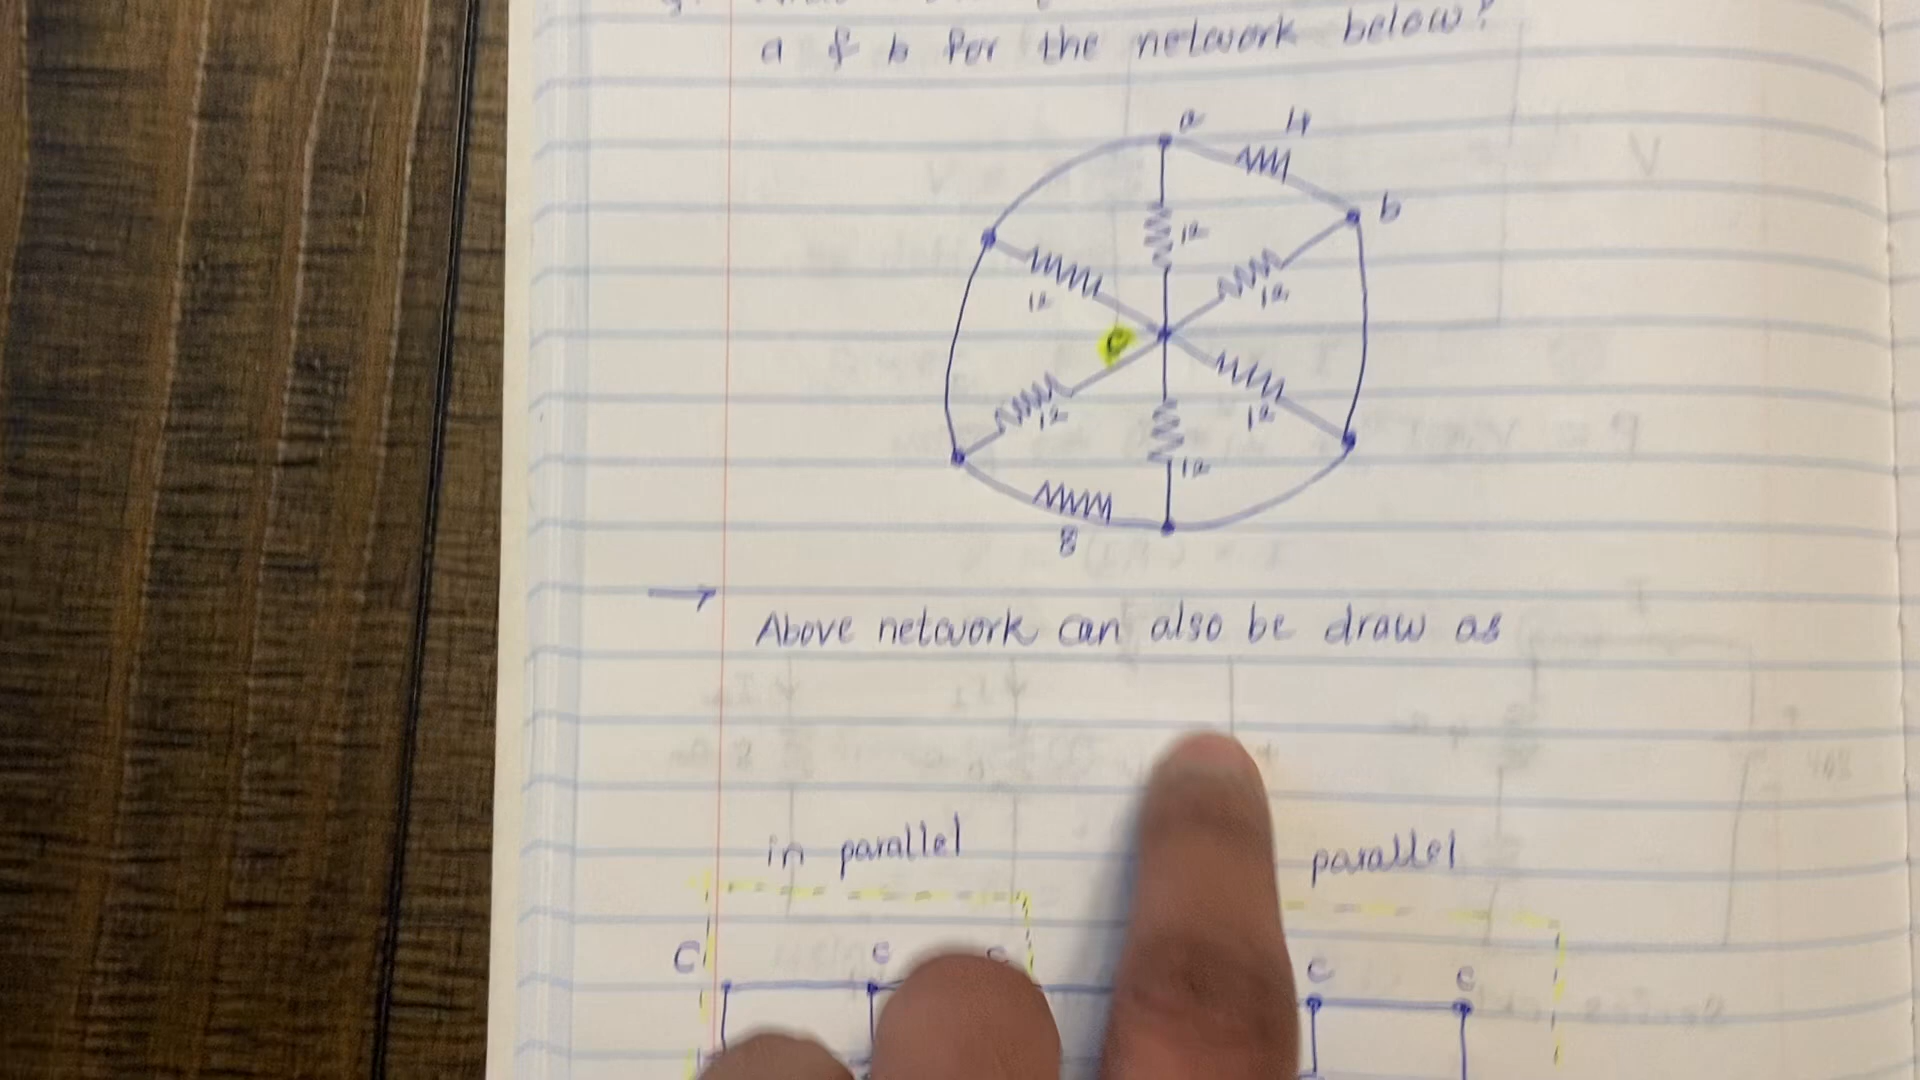 a & b for the network below?
a 4
b
12
12 12
c
12 12
12
8
→ Above network can also be draw as
in parallel parallel
C c c c c